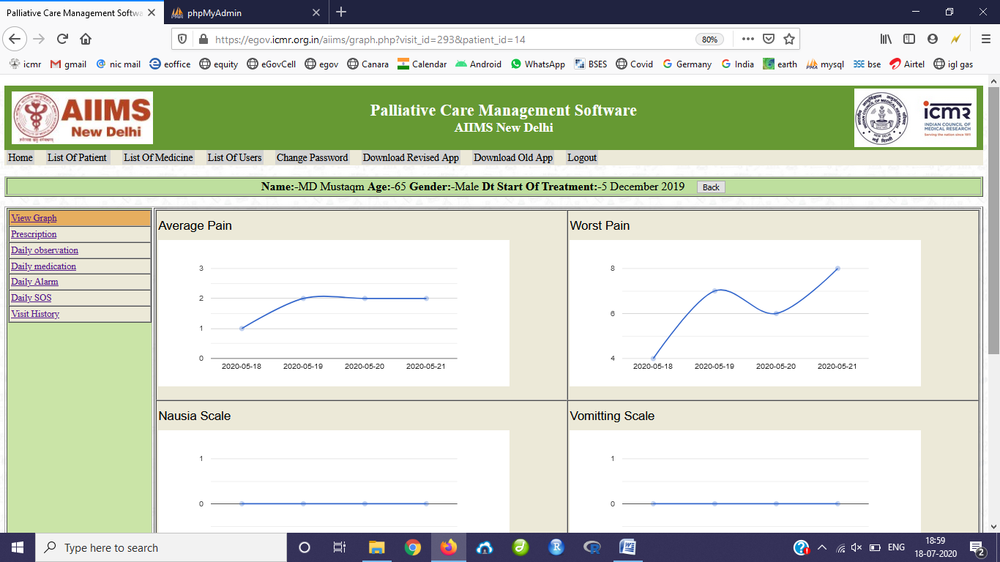 Palliative Care Management Softwa
phpMyAdmin
https://egov.icmr.org.in/aiims/graph.php?visit_id=293&patient_id=14
80%
icmr gmail nic mail eoffice equity eGovCell egov Canara Calendar Android WhatsApp BSES Covid Germany India earth mysql bse Airtel igl gas
AIIMS
New Delhi
Palliative Care Management Software
AIIMS New Delhi
icmr
INDIAN COUNCIL OF
MEDICAL RESEARCH
Serving the nation since 1911
Home List Of Patient List Of Medicine List Of Users Change Password Download Revised App Download Old App Logout
Name:-MD Mustaqm Age:-65 Gender:-Male Dt Start Of Treatment:-5 December 2019 Back
View Graph
Prescription
Daily observation
Daily medication
Daily Alarm
Daily SOS
Visit History
Average Pain
3
2
1
0
2020-05-18 2020-05-19 2020-05-20 2020-05-21
Worst Pain
8
6
4
2020-05-18 2020-05-19 2020-05-20 2020-05-21
Nausia Scale
1
0
Vomitting Scale
1
0
Type here to search
ENG
18:59
18-07-2020
2